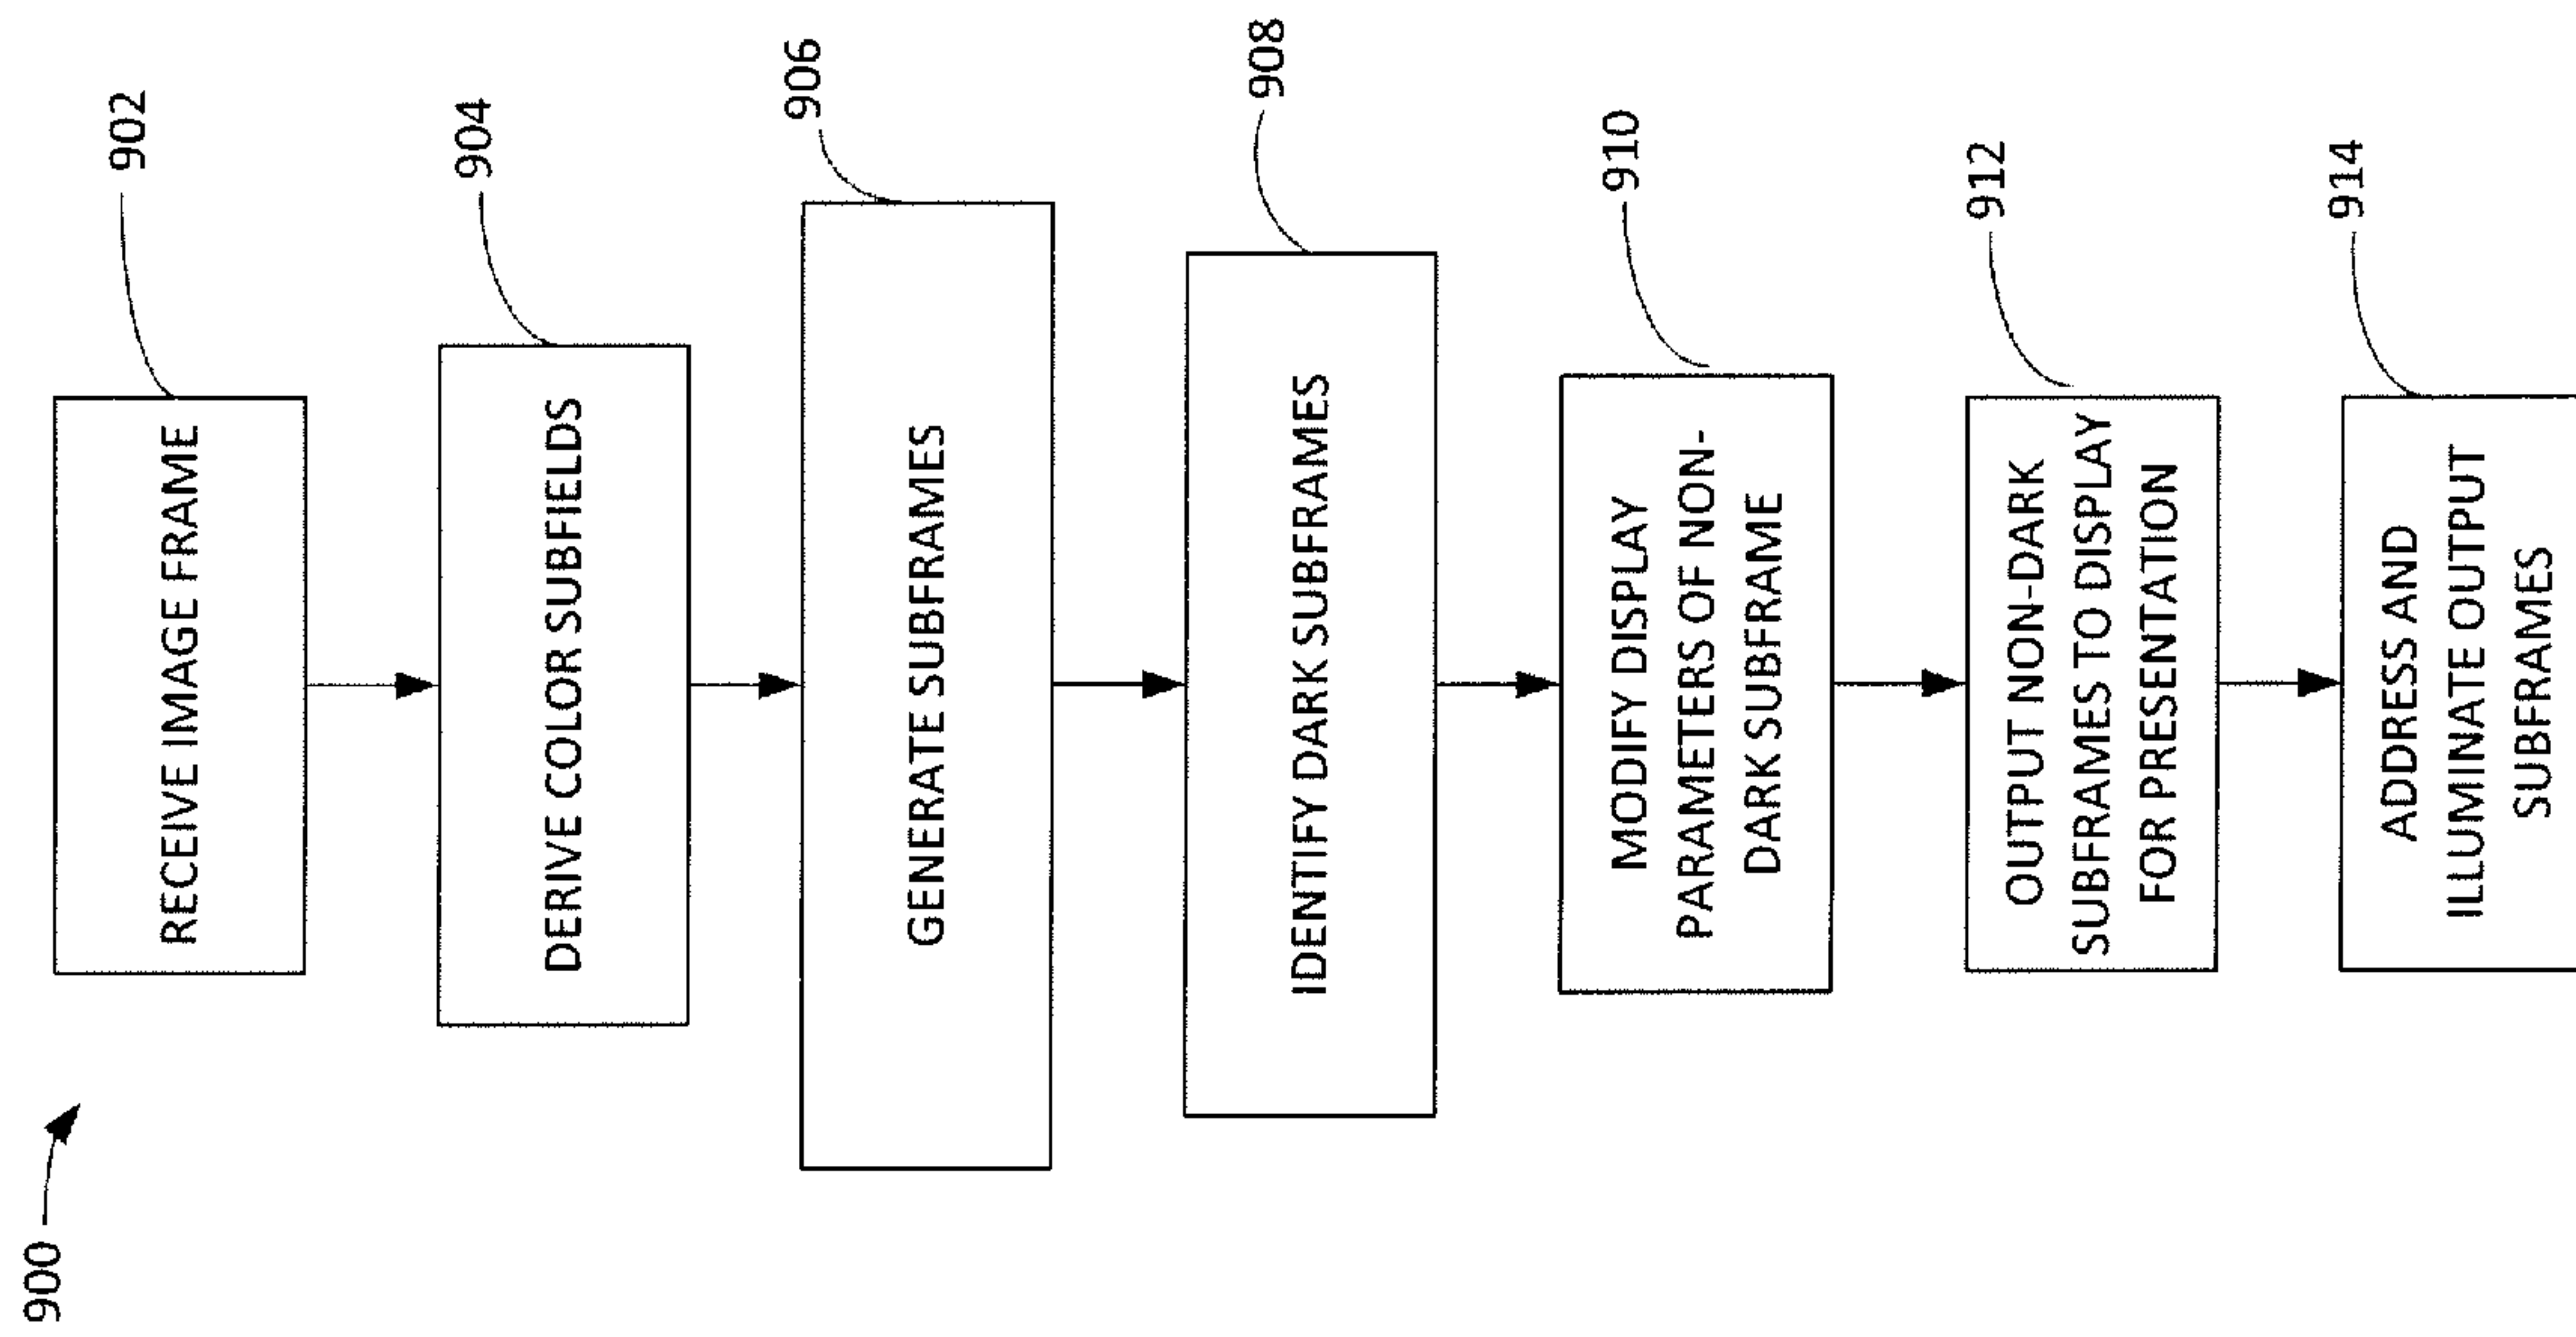 900
902
RECEIVE IMAGE FRAME
904
DERIVE COLOR SUBFIELDS
906
GENERATE SUBFRAMES
908
IDENTIFY DARK SUBFRAMES
910
MODIFY DISPLAY
PARAMETERS OF NON-
DARK SUBFRAME
912
OUTPUT NON-DARK
SUBFRAMES TO DISPLAY
FOR PRESENTATION
914
ADDRESS AND
ILLUMINATE OUTPUT
SUBFRAMES